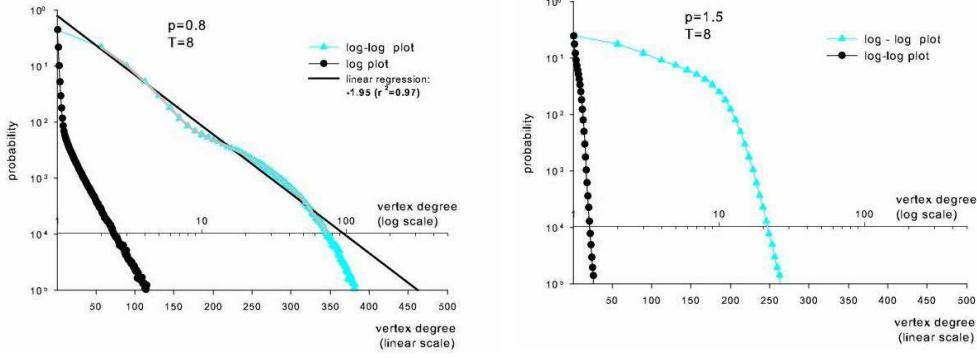 10⁰
10¹
10²
10³
10⁴
10⁵
probability
p=0.8
T=8
log-log plot
log plot
linear regression:
-1.95 (r²=0.97)
1
10
100
vertex degree
(log scale)
50 100 150 200 250 300 350 400 450 500
vertex degree
(linear scale)
10⁰
10¹
10²
10³
10⁴
10⁵
probability
p=1.5
T=8
log - log plot
log-log plot
1
10
100
vertex degree
(log scale)
50 100 150 200 250 300 350 400 450 500
vertex degree
(linear scale)